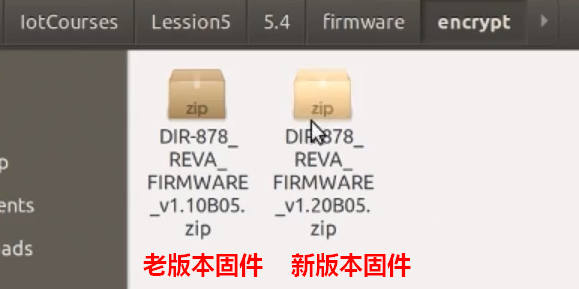 IotCourses Lession5 5.4 firmware encrypt
zip zip
DIR-878_
REVA_
FIRMWARE
_v1.10B05.
zip
DIR-878_
REVA_
FIRMWARE
_v1.20B05.
zip
p
ents
ads
老版本固件 新版本固件